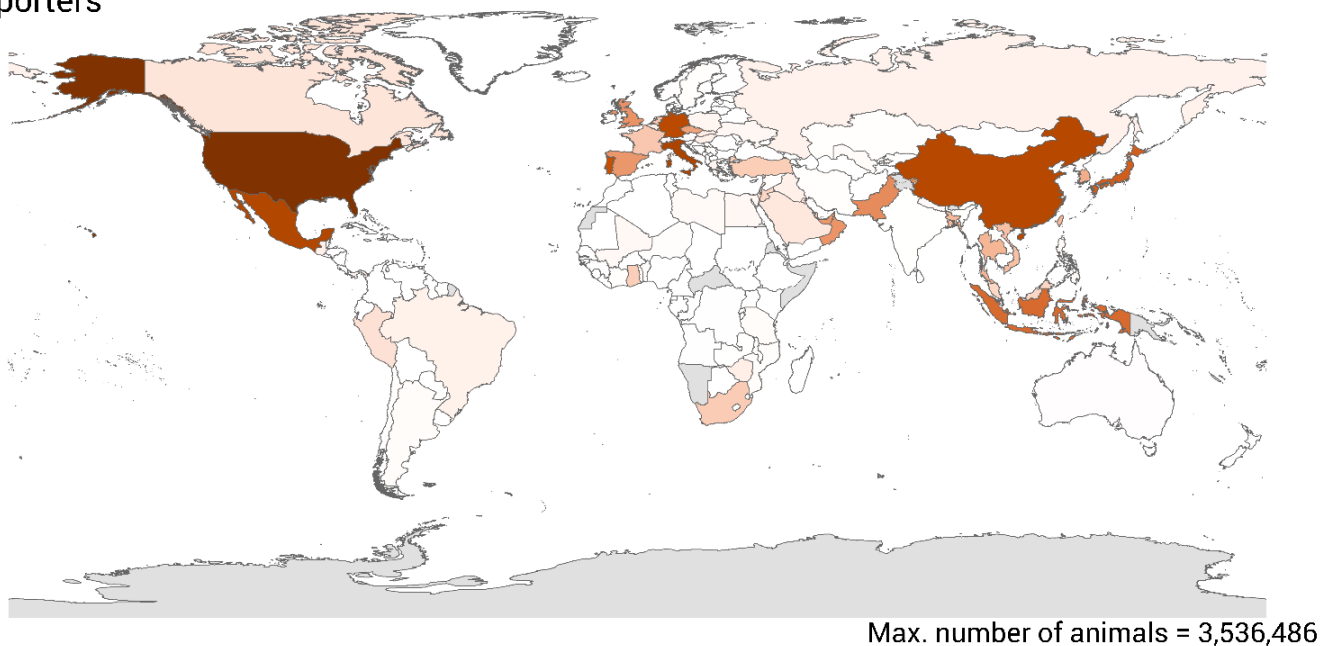 porters
Max. number of animals = 3,536,486